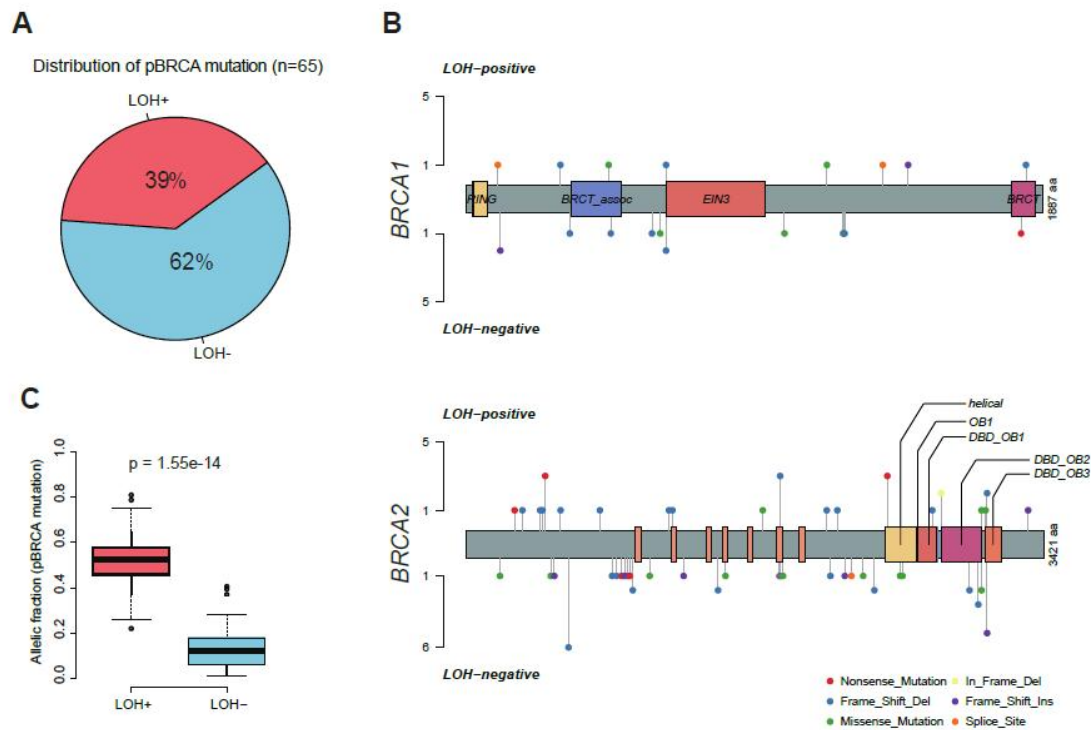 A
Distribution of pBRCA mutation (n=65)
LOH+
39%
62%
LOH-
B
LOH-positive
5
1
BRCA1
RING
BRCT_assoc
EIN3
BRCT
1887 aa
1
5
LOH-negative
C
p = 1.55e-14
Allelic fraction (pBRCA mutation)
1.0
0.8
0.6
0.4
0.2
0.0
LOH+
LOH-
LOH-positive
helical
OB1
DBD_OB1
DBD_OB2
DBD_OB3
5
1
BRCA2
3421 aa
1
6
LOH-negative
Nonsense_Mutation
In_Frame_Del
Frame_Shift_Del
Frame_Shift_Ins
Missense_Mutation
Splice_Site